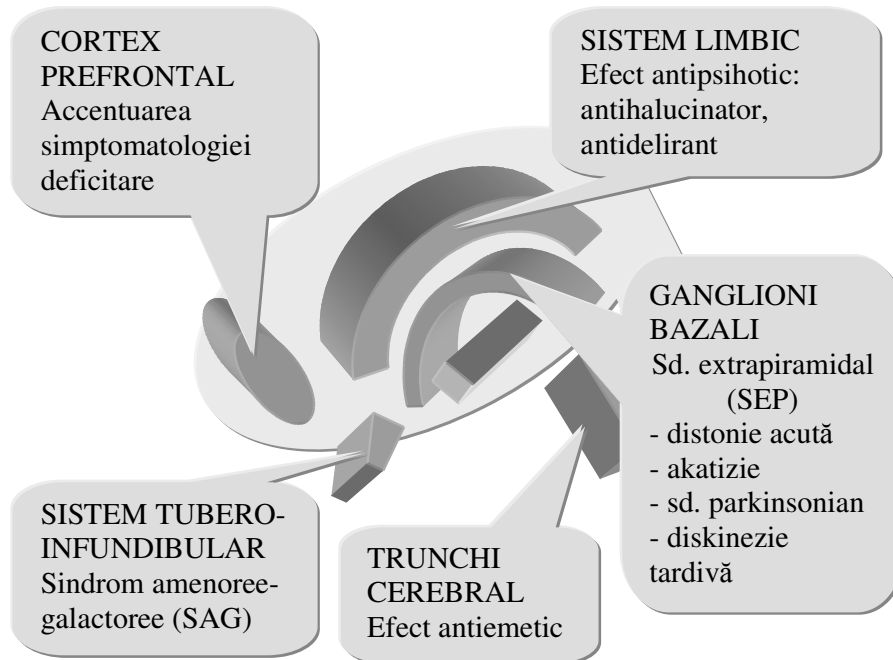 CORTEX
PREFRONTAL
Accentuarea
simptomatologiei
deficitare
SISTEM LIMBIC
Efect antipsihotic:
antihalucinator,
antidelirant
GANGLIONI
BAZALI
Sd. extrapiramidal
(SEP)
- distonie acută
- akatizie
- sd. parkinsonian
- diskinezie
tardivă
SISTEM TUBERO-
INFUNDIBULAR
Sindrom amenoree-
galactoree (SAG)
TRUNCHI
CEREBRAL
Efect antiemetic